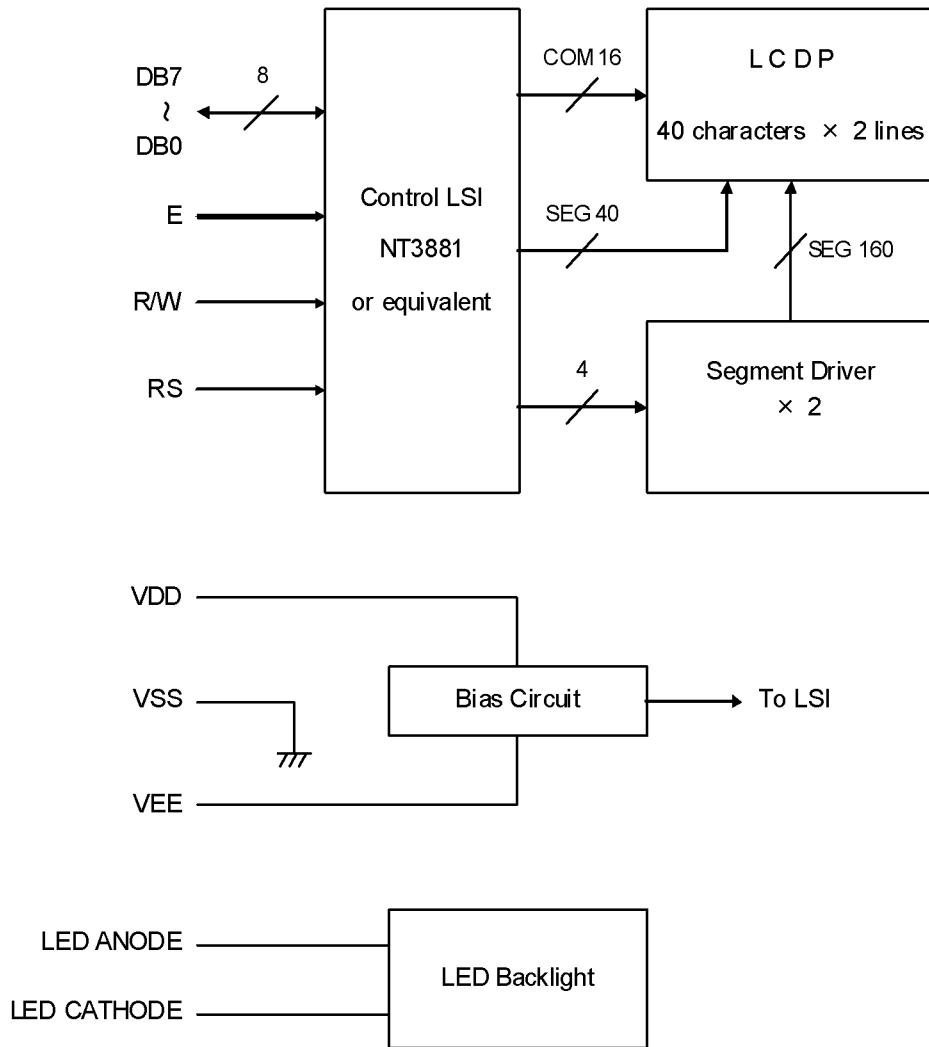 DB7
~
DB0
8
E
R/W
RS
Control LSI
NT3881
or equivalent
COM 16
SEG 40
4
L C D P
40 characters × 2 lines
SEG 160
Segment Driver
× 2
VDD
VSS
VEE
Bias Circuit
To LSI
LED ANODE
LED CATHODE
LED Backlight